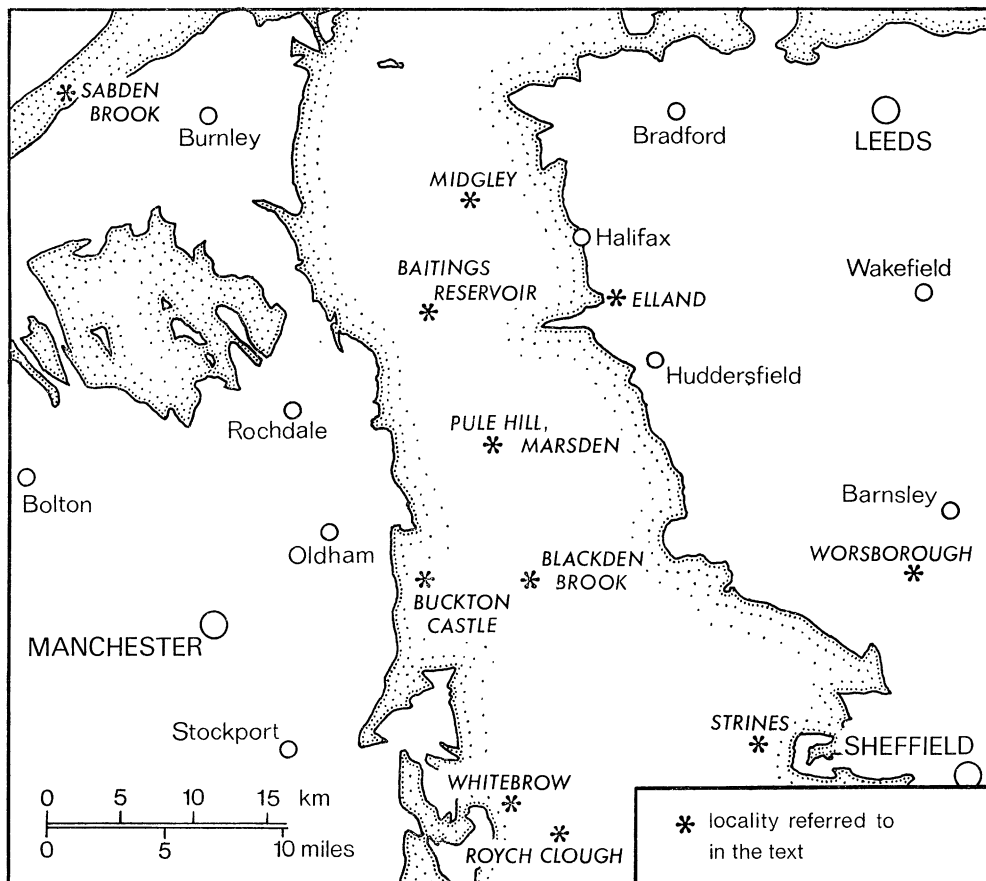 SABDEN
BROOK
Burnley
Bradford
LEEDS
MIDGLEY
Halifax
BAITINGS
RESERVOIR
ELLAND
Wakefield
Huddersfield
Rochdale
PULE HILL,
MARSDEN
Bolton
Barnsley
Oldham
BLACKDEN
BROOK
WORSBOROUGH
BUCKTON
CASTLE
MANCHESTER
STRINES
Stockport
SHEFFIELD
WHITEBROW
ROYCH CLOUGH
0 5 10 15 km
0 5 10 miles
* locality referred to
in the text